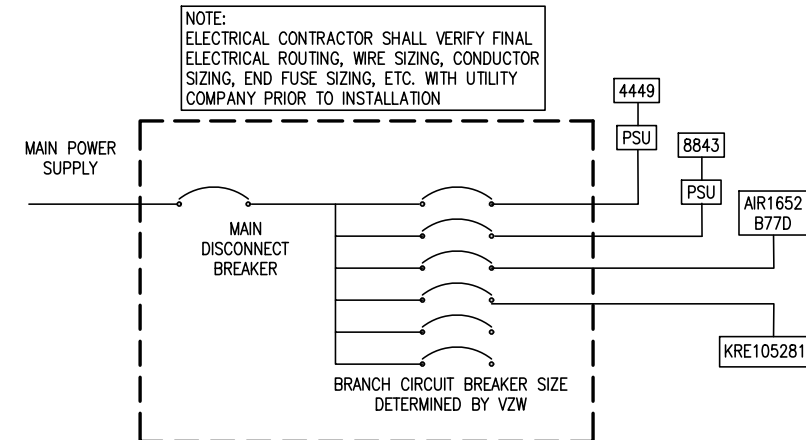 NOTE:
ELECTRICAL CONTRACTOR SHALL VERIFY FINAL
ELECTRICAL ROUTING, WIRE SIZING, CONDUCTOR
SIZING, END FUSE SIZING, ETC. WITH UTILITY
COMPANY PRIOR TO INSTALLATION
4449
PSU
8843
PSU
AIR1652
B77D
MAIN POWER
SUPPLY
MAIN
DISCONNECT
BREAKER
KRE105281
BRANCH CIRCUIT BREAKER SIZE
DETERMINED BY VZW